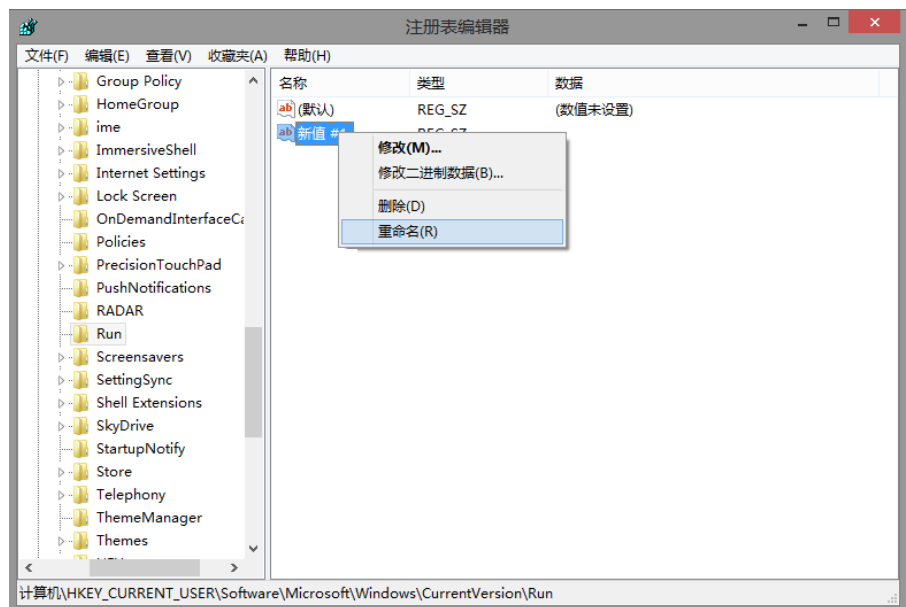 注册表编辑器
文件(F) 编辑(E) 查看(V) 收藏夹(A) 帮助(H)
Group Policy
HomeGroup
ime
ImmersiveShell
Internet Settings
Lock Screen
OnDemandInterfaceCa
Policies
PrecisionTouchPad
PushNotifications
RADAR
Run
Screensavers
SettingSync
Shell Extensions
SkyDrive
StartupNotify
Store
Telephony
ThemeManager
Themes
名称 类型 数据
ab (默认) REG_SZ (数值未设置)
ab 新值 #1 REG_SZ
修改(M)...
修改二进制数据(B)...
删除(D)
重命名(R)
计算机\HKEY_CURRENT_USER\Software\Microsoft\Windows\CurrentVersion\Run